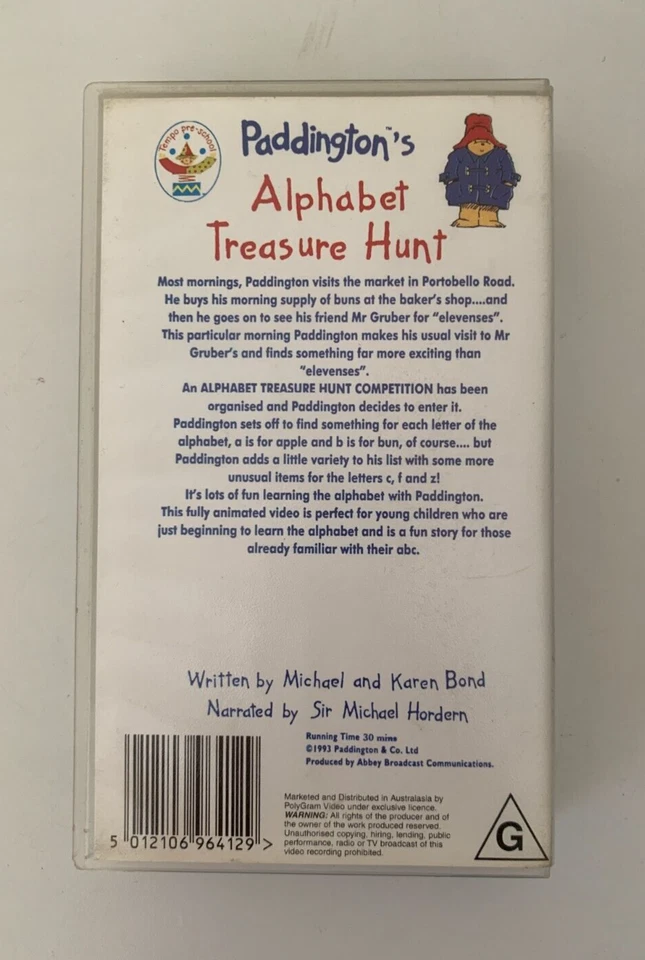 Tempo pre-school
Paddington™'s
Alphabet
Treasure Hunt
Most mornings, Paddington visits the market in Portobello Road.
He buys his morning supply of buns at the baker's shop....and
then he goes on to see his friend Mr Gruber for "elevenses".
This particular morning Paddington makes his usual visit to Mr
Gruber's and finds something far more exciting than
"elevenses".
An ALPHABET TREASURE HUNT COMPETITION has been
organised and Paddington decides to enter it.
Paddington sets off to find something for each letter of the
alphabet, a is for apple and b is for bun, of course.... but
Paddington adds a little variety to his list with some more
unusual items for the letters c, f and z!
It's lots of fun learning the alphabet with Paddington.
This fully animated video is perfect for young children who are
just beginning to learn the alphabet and is a fun story for those
already familiar with their abc.
Written by Michael and Karen Bond
Narrated by Sir Michael Hordern
Running Time 30 mins
©1993 Paddington & Co. Ltd
Produced by Abbey Broadcast Communications.
Marketed and Distributed in Australasia by
PolyGram Video under exclusive licence.
WARNING: All rights of the producer and of
the owner of the work produced reserved.
Unauthorised copying, hiring, lending, public
performance, radio or TV broadcast of this
video recording prohibited.
5 012106 964129 >
G